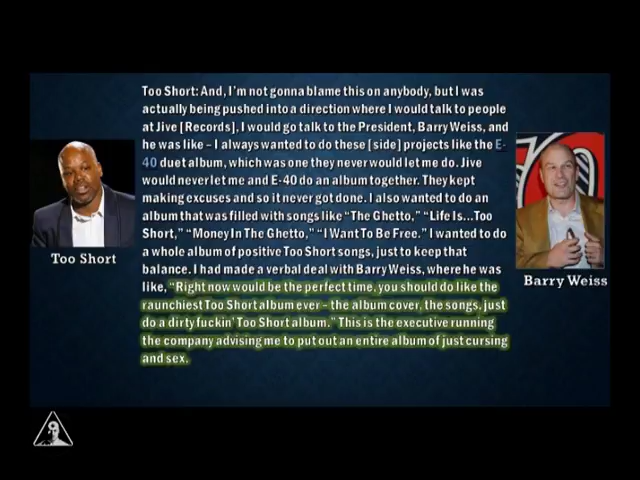 Too Short: And, I'm not gonna blame this on anybody, but I was
actually being pushed into a direction where I would talk to people
at Jive [Records], I would go talk to the President, Barry Weiss, and
he was like – I always wanted to do these [side] projects like the E-
40 duet album, which was one they never would let me do. Jive
would never let me and E-40 do an album together. They kept
making excuses and so it never got done. I also wanted to do an
album that was filled with songs like “The Ghetto,” “Life Is...Too
Short,” “Money In The Ghetto,” “I Want To Be Free.” I wanted to do
a whole album of positive Too Short songs, just to keep that
balance. I had made a verbal deal with Barry Weiss, where he was
like, “Right now would be the perfect time, you should do like the
raunchiest Too Short album ever – the album cover, the songs, just
do a dirty fuckin' Too Short album.” This is the executive running
the company advising me to put out an entire album of just cursing
and sex.
Too Short
Barry Weiss